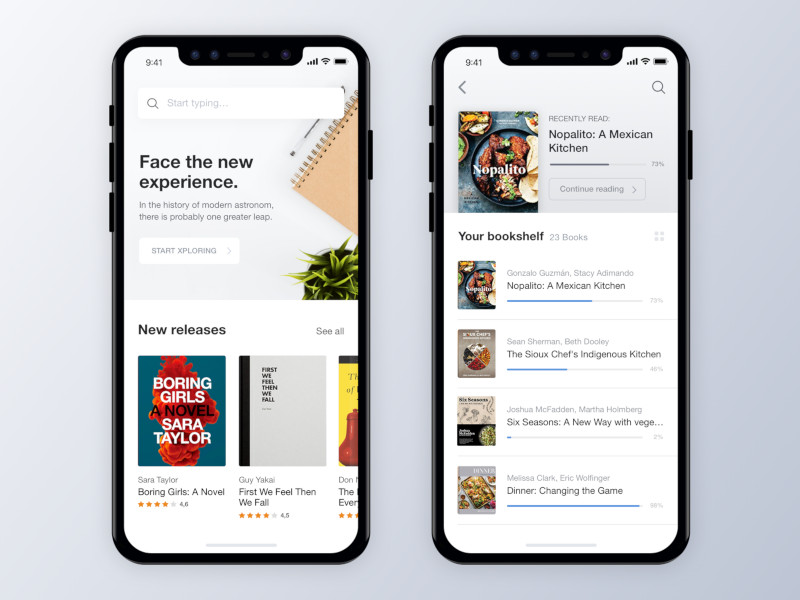 9:41
Start typing...
Face the new
experience.
In the history of modern astronom,
there is probably one greater leap.
START XPLORING
New releases
See all
BORING
GIRLS
A NOVEL
SARA
TAYLOR
FIRST
WE
FEEL
THEN
WE
FALL
Sara Taylor
Boring Girls: A Novel
4,6
Guy Yakai
First We Feel Then
We Fall
4,5
The
of
Don
The
Ever
9:41
Nopalito
RECENTLY READ:
Nopalito: A Mexican
Kitchen
73%
Continue reading
Your bookshelf
23 Books
Nopalito
Gonzalo Guzmán, Stacy Adimando
Nopalito: A Mexican Kitchen
73%
Sean Sherman, Beth Dooley
The Sioux Chef's Indigenous Kitchen
46%
Six Seasons
Joshua McFadden, Martha Holmberg
Six Seasons: A New Way with vege...
2%
DINNER
Melissa Clark, Eric Wolfinger
Dinner: Changing the Game
98%